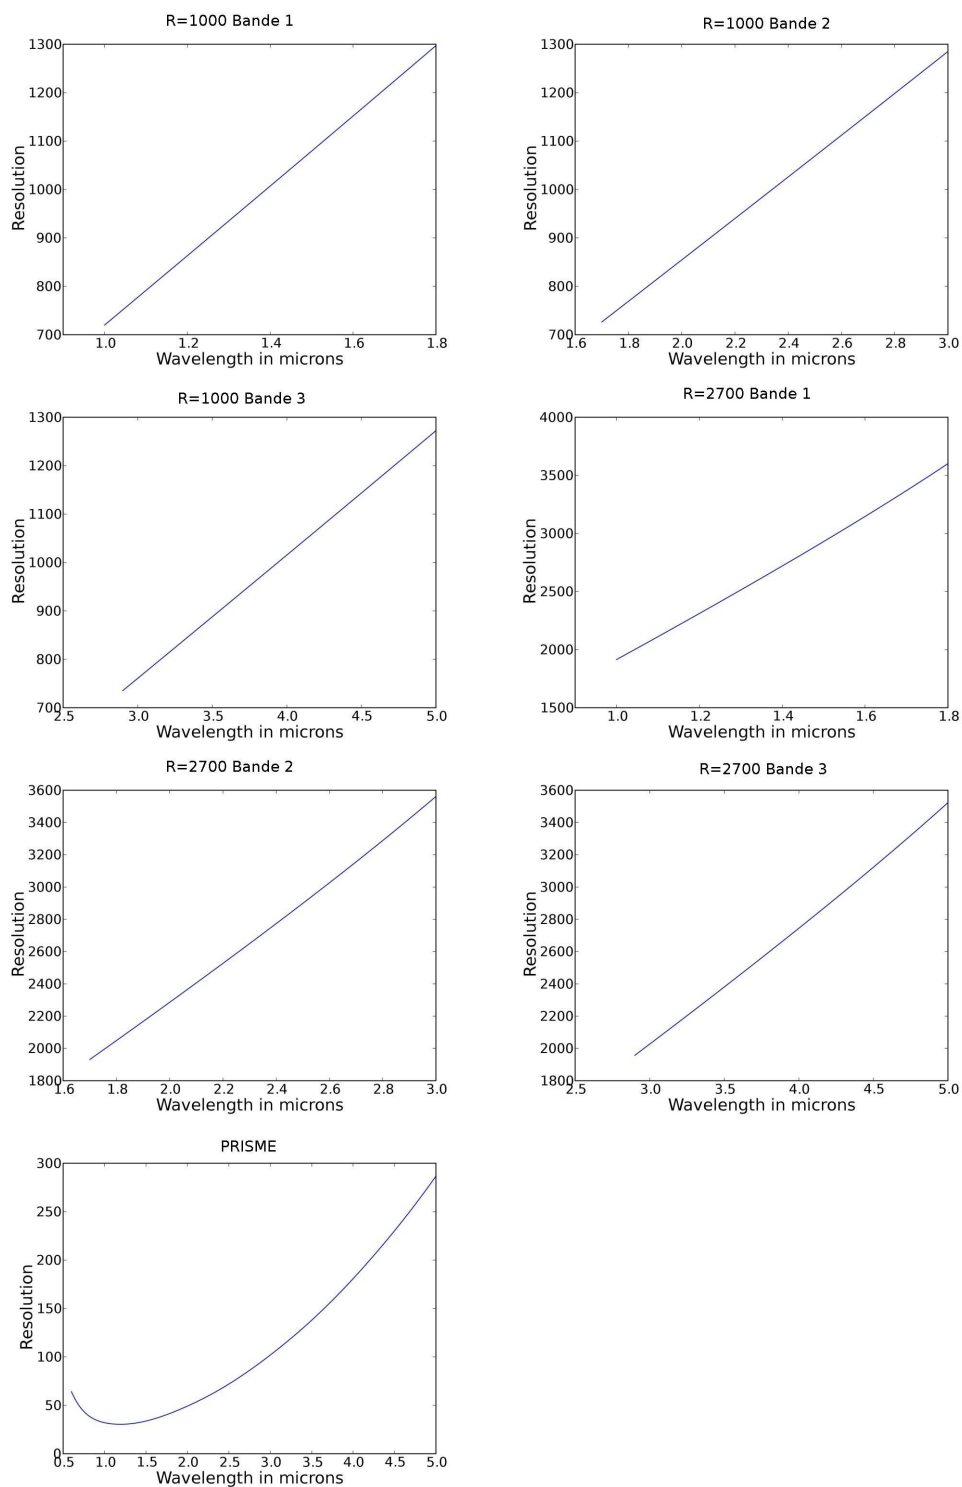 R=1000 Bande 1
1300
1200
1100
1000
900
800
700
Resolution
1.0 1.2 1.4 1.6 1.8
Wavelength in microns
R=1000 Bande 2
1300
1200
1100
1000
900
800
700
Resolution
1.6 1.8 2.0 2.2 2.4 2.6 2.8 3.0
Wavelength in microns
R=1000 Bande 3
1300
1200
1100
1000
900
800
700
Resolution
2.5 3.0 3.5 4.0 4.5 5.0
Wavelength in microns
R=2700 Bande 1
4000
3500
3000
2500
2000
1500
Resolution
1.0 1.2 1.4 1.6 1.8
Wavelength in microns
R=2700 Bande 2
3600
3400
3200
3000
2800
2600
2400
2200
2000
1800
Resolution
1.6 1.8 2.0 2.2 2.4 2.6 2.8 3.0
Wavelength in microns
R=2700 Bande 3
3600
3400
3200
3000
2800
2600
2400
2200
2000
1800
Resolution
2.5 3.0 3.5 4.0 4.5 5.0
Wavelength in microns
PRISME
300
250
200
150
100
50
0
Resolution
0.5 1.0 1.5 2.0 2.5 3.0 3.5 4.0 4.5 5.0
Wavelength in microns